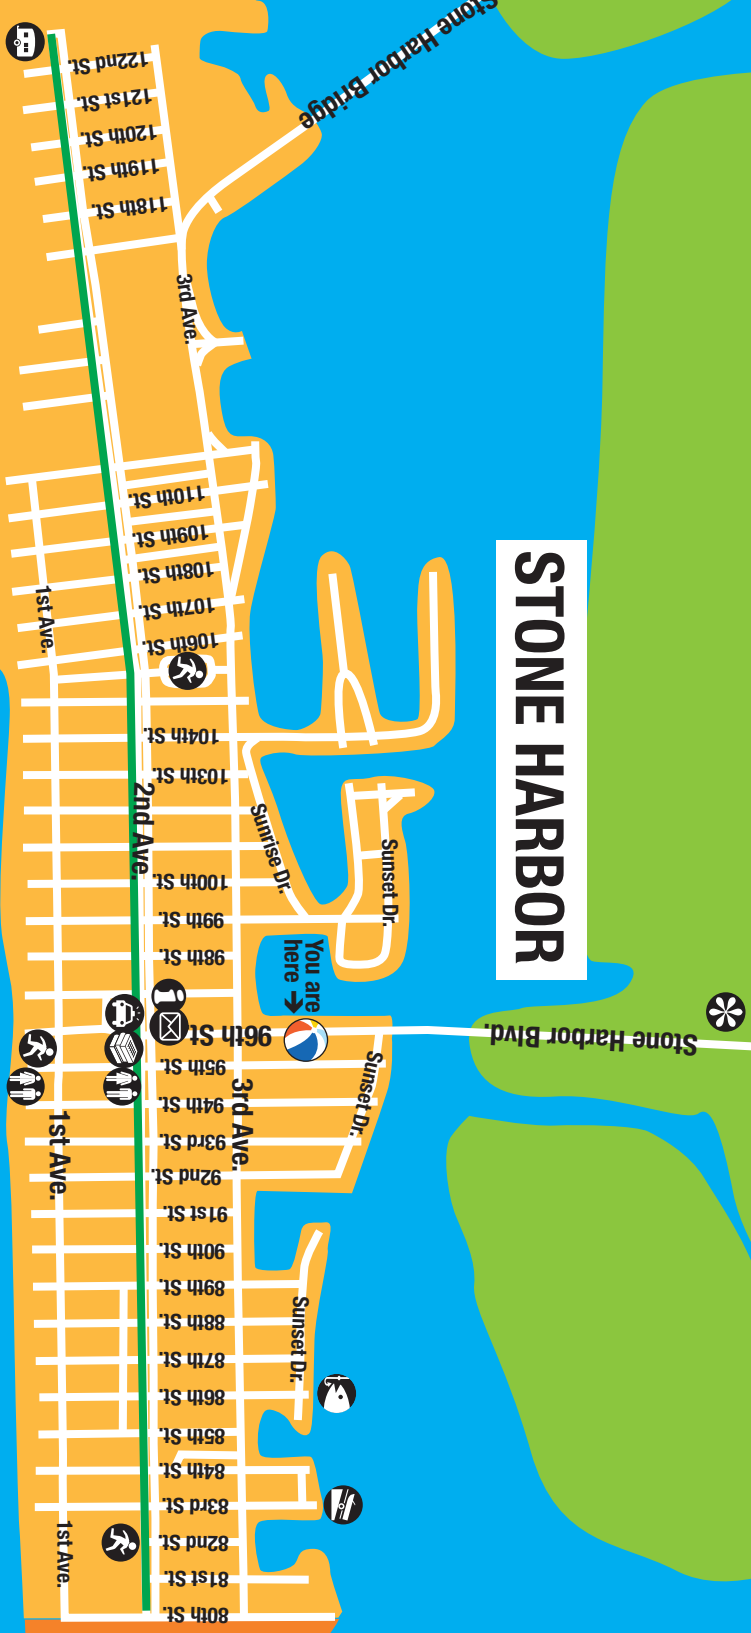 Stone Harbor Bridge
122nd St.
121st St.
120th St.
119th St.
118th St.
3rd Ave.
110th St.
109th St.
108th St.
107th St.
106th St.
1st Ave.
STONE HARBOR
104th St.
103th St.
2nd Ave.
Sunrise Dr.
Sunset Dr.
100th St.
99th St.
98th St.
You are
here
96th St
Stone Harbor Blvd.
95th St.
Sunset Dr.
94th St.
3rd Ave.
1st Ave.
93rd St.
92nd St.
91st St.
90th St.
89th St.
Sunset Dr.
88th St.
87th St.
86th St.
85th St.
84th St.
83rd St.
1st Ave.
82nd St.
81st St.
80th St.